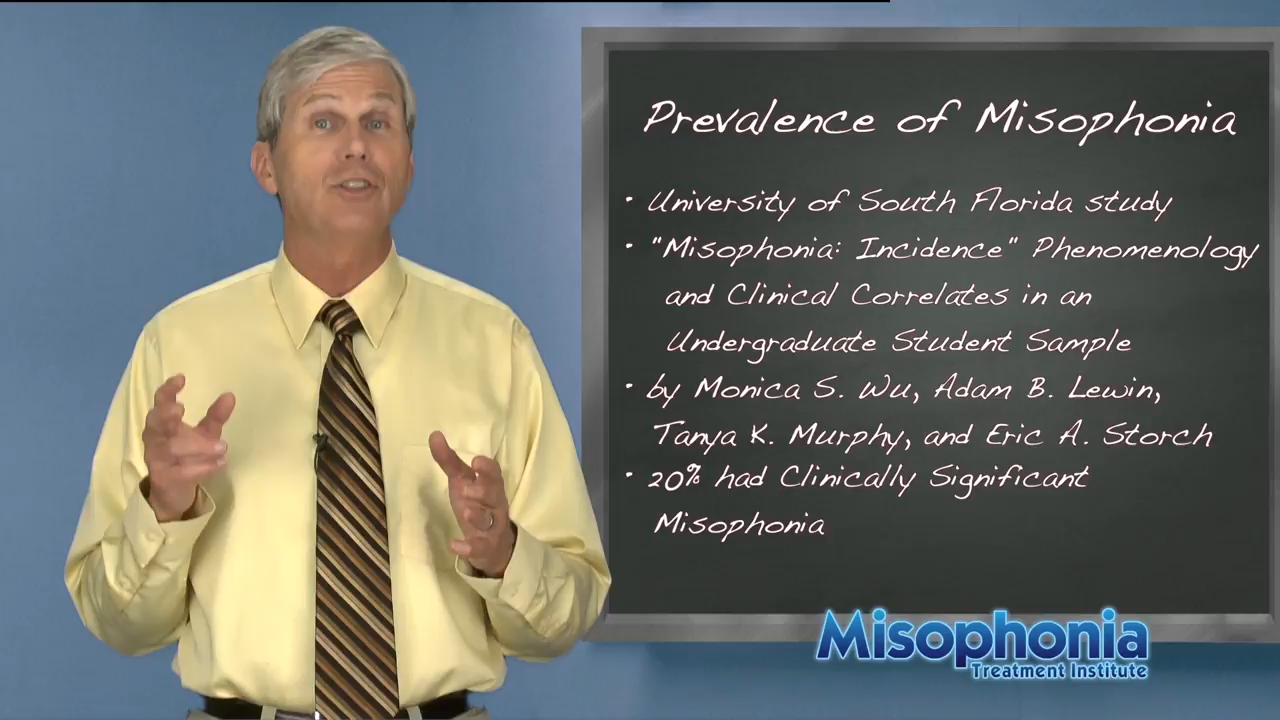 Prevalence of Misophonia
• University of South Florida study
• "Misophonia: Incidence" Phenomenology
and Clinical Correlates in an
Undergraduate Student Sample
• by Monica S. Wu, Adam B. Lewin,
Tanya K. Murphy, and Eric A. Storch
• 20% had Clinically Significant
Misophonia
Misophonia
Treatment Institute